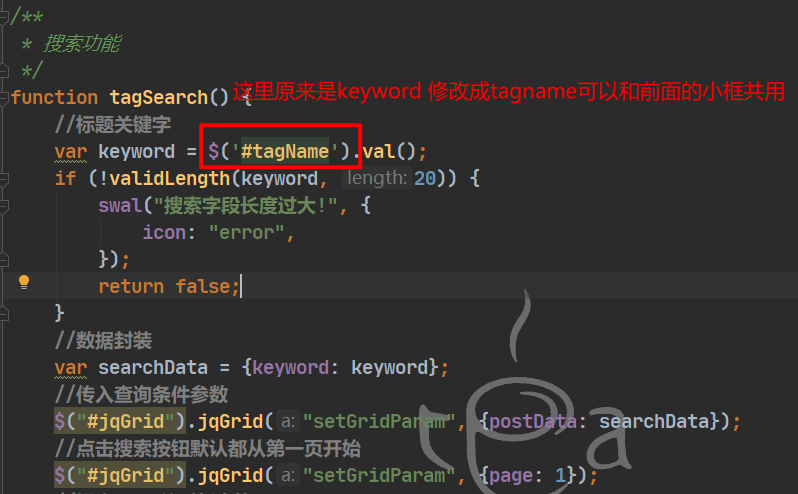 /**
* 搜索功能
*/
function tagSearch() { 这里原来是keyword 修改成tagname可以和前面的小框共用
//标题关键字
var keyword = $('#tagName').val();
if (!validLength(keyword, length: 20)) {
swal("搜索字段长度过大!", {
icon: "error",
});
return false;
}
//数据封装
var searchData = {keyword: keyword};
//传入查询条件参数
$("#jqGrid").jqGrid( a: "setGridParam", {postData: searchData});
//点击搜索按钮默认都从第一页开始
$("#jqGrid").jqGrid( a: "setGridParam", {page: 1});